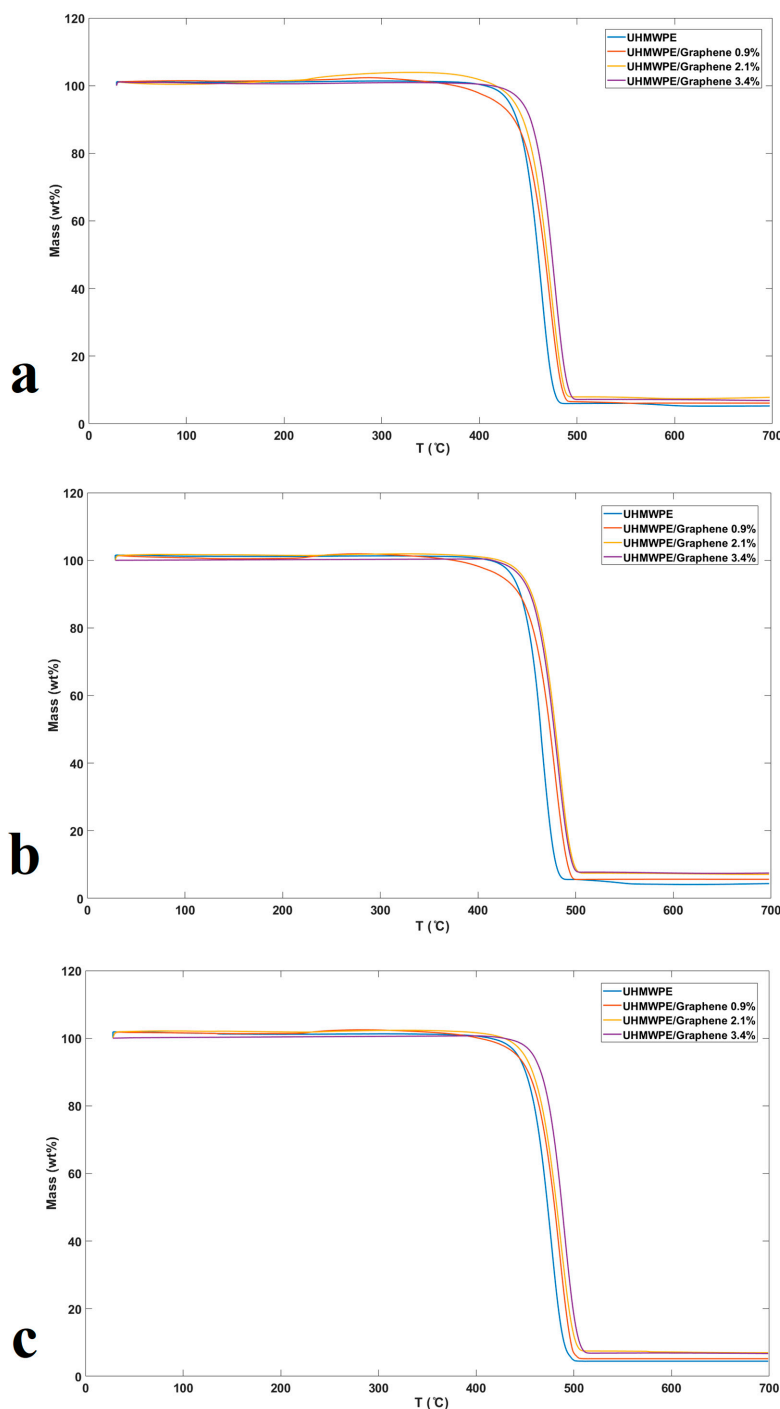 120
100
80
60
40
20
0
Mass (wt%)
0 100 200 300 400 500 600 700
T (℃)
UHMWPE
UHMWPE/Graphene 0.9%
UHMWPE/Graphene 2.1%
UHMWPE/Graphene 3.4%
a
120
100
80
60
40
20
0
Mass (wt%)
0 100 200 300 400 500 600 700
T (℃)
UHMWPE
UHMWPE/Graphene 0.9%
UHMWPE/Graphene 2.1%
UHMWPE/Graphene 3.4%
b
120
100
80
60
40
20
0
Mass (wt%)
0 100 200 300 400 500 600 700
T (℃)
UHMWPE
UHMWPE/Graphene 0.9%
UHMWPE/Graphene 2.1%
UHMWPE/Graphene 3.4%
c